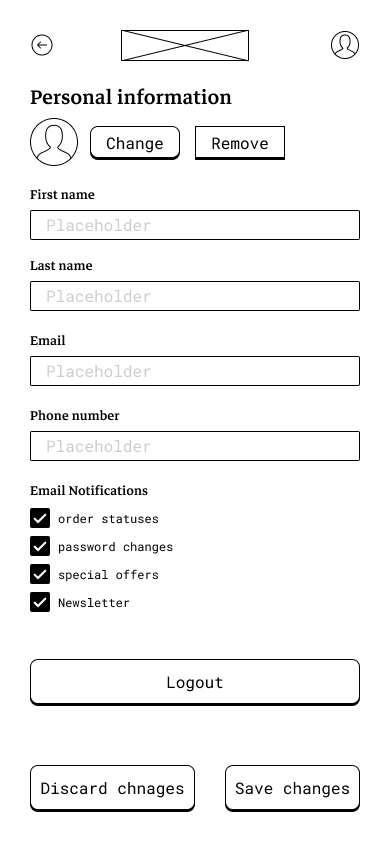 Personal information
Change Remove
First name
Placeholder
Last name
Placeholder
Email
Placeholder
Phone number
Placeholder
Email Notifications
order statuses
password changes
special offers
Newsletter
Logout
Discard chnages Save changes